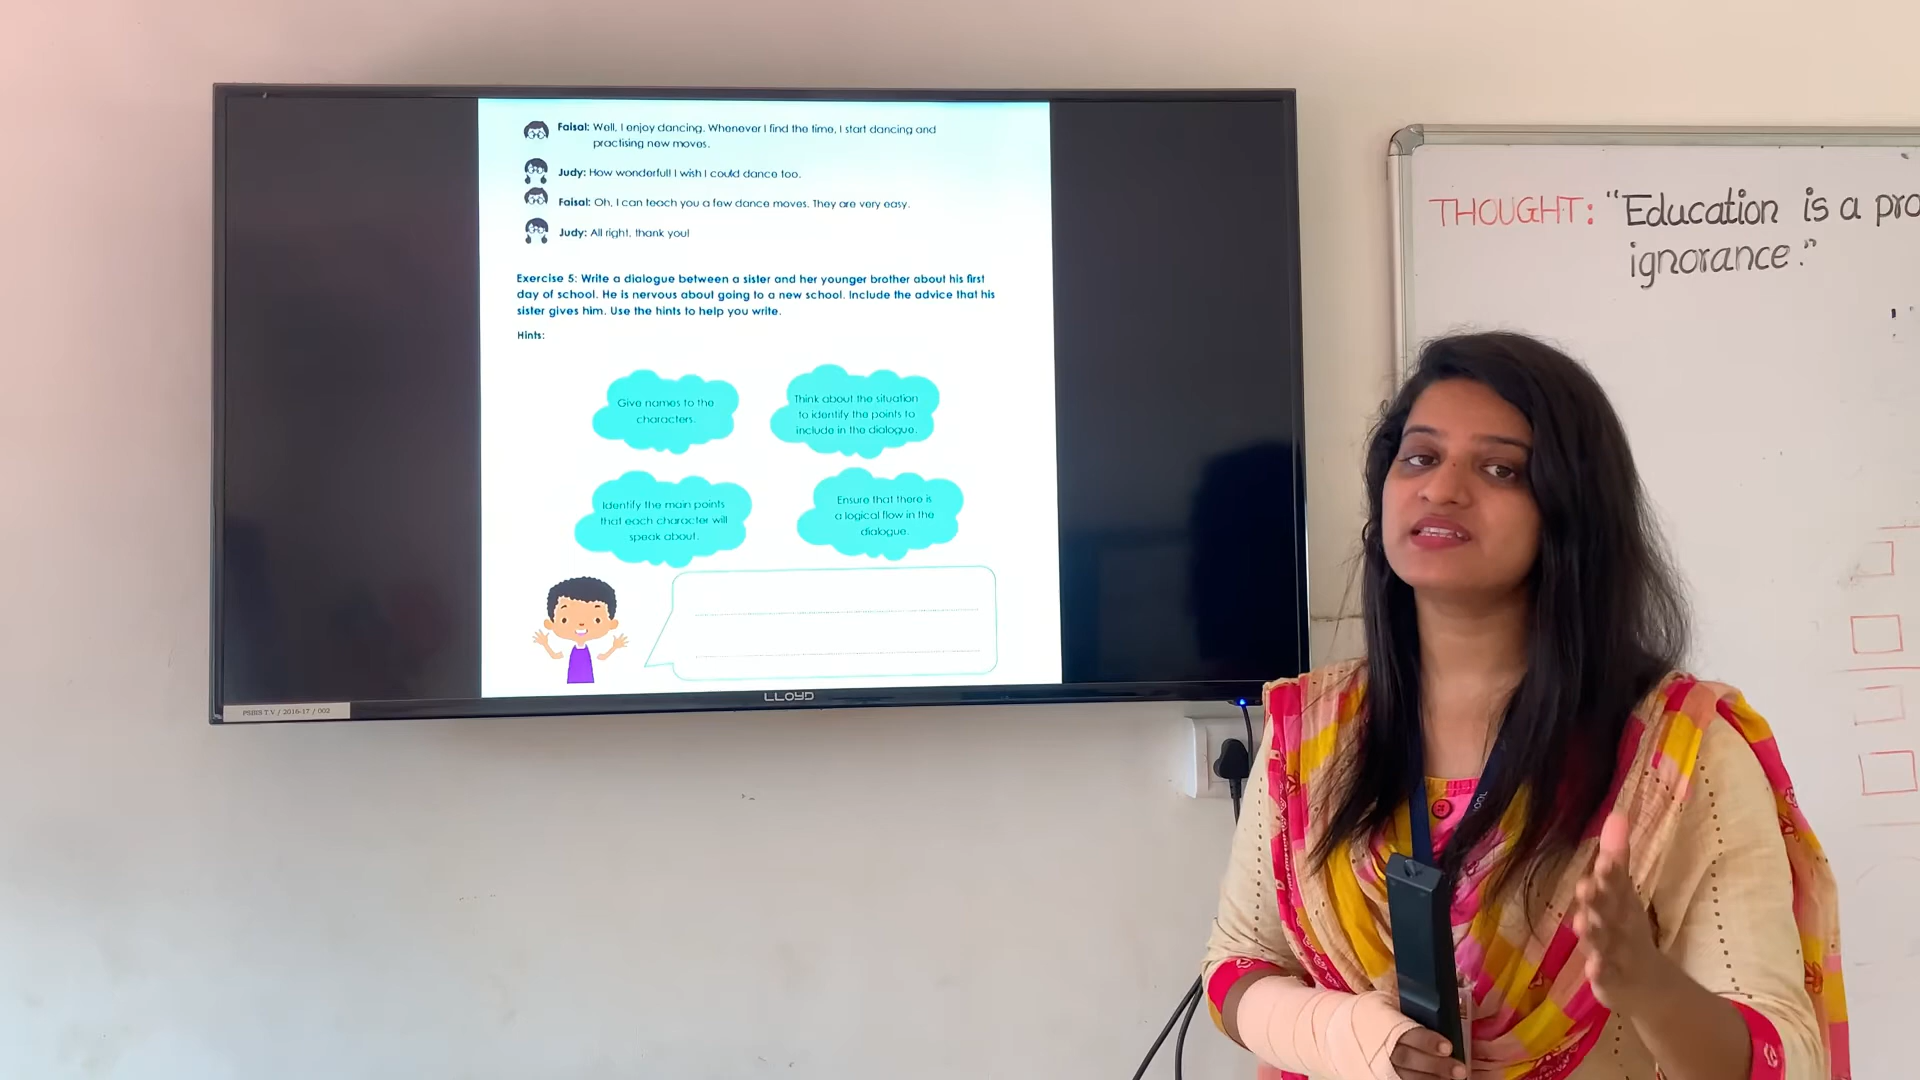 Faisal: Well, I enjoy dancing. Whenever I find the time, I start dancing and
practising new moves.
Judy: How wonderful! I wish I could dance too.
Faisal: Oh, I can teach you a few dance moves. They are very easy.
Judy: All right, thank you!
Exercise 5: Write a dialogue between a sister and her younger brother about his first
day of school. He is nervous about going to a new school. Include the advice that his
sister gives him. Use the hints to help you write.
Hints:
Give names to the
characters.
Think about the situation
to identify the points to
include in the dialogue.
Identify the main points
that each character will
speak about.
Ensure that there is
a logical flow in the
dialogue.
LLOYD
PSBIS T.V / 2016-17 / 002
THOUGHT: “Education is a pro
ignorance.”
OOL